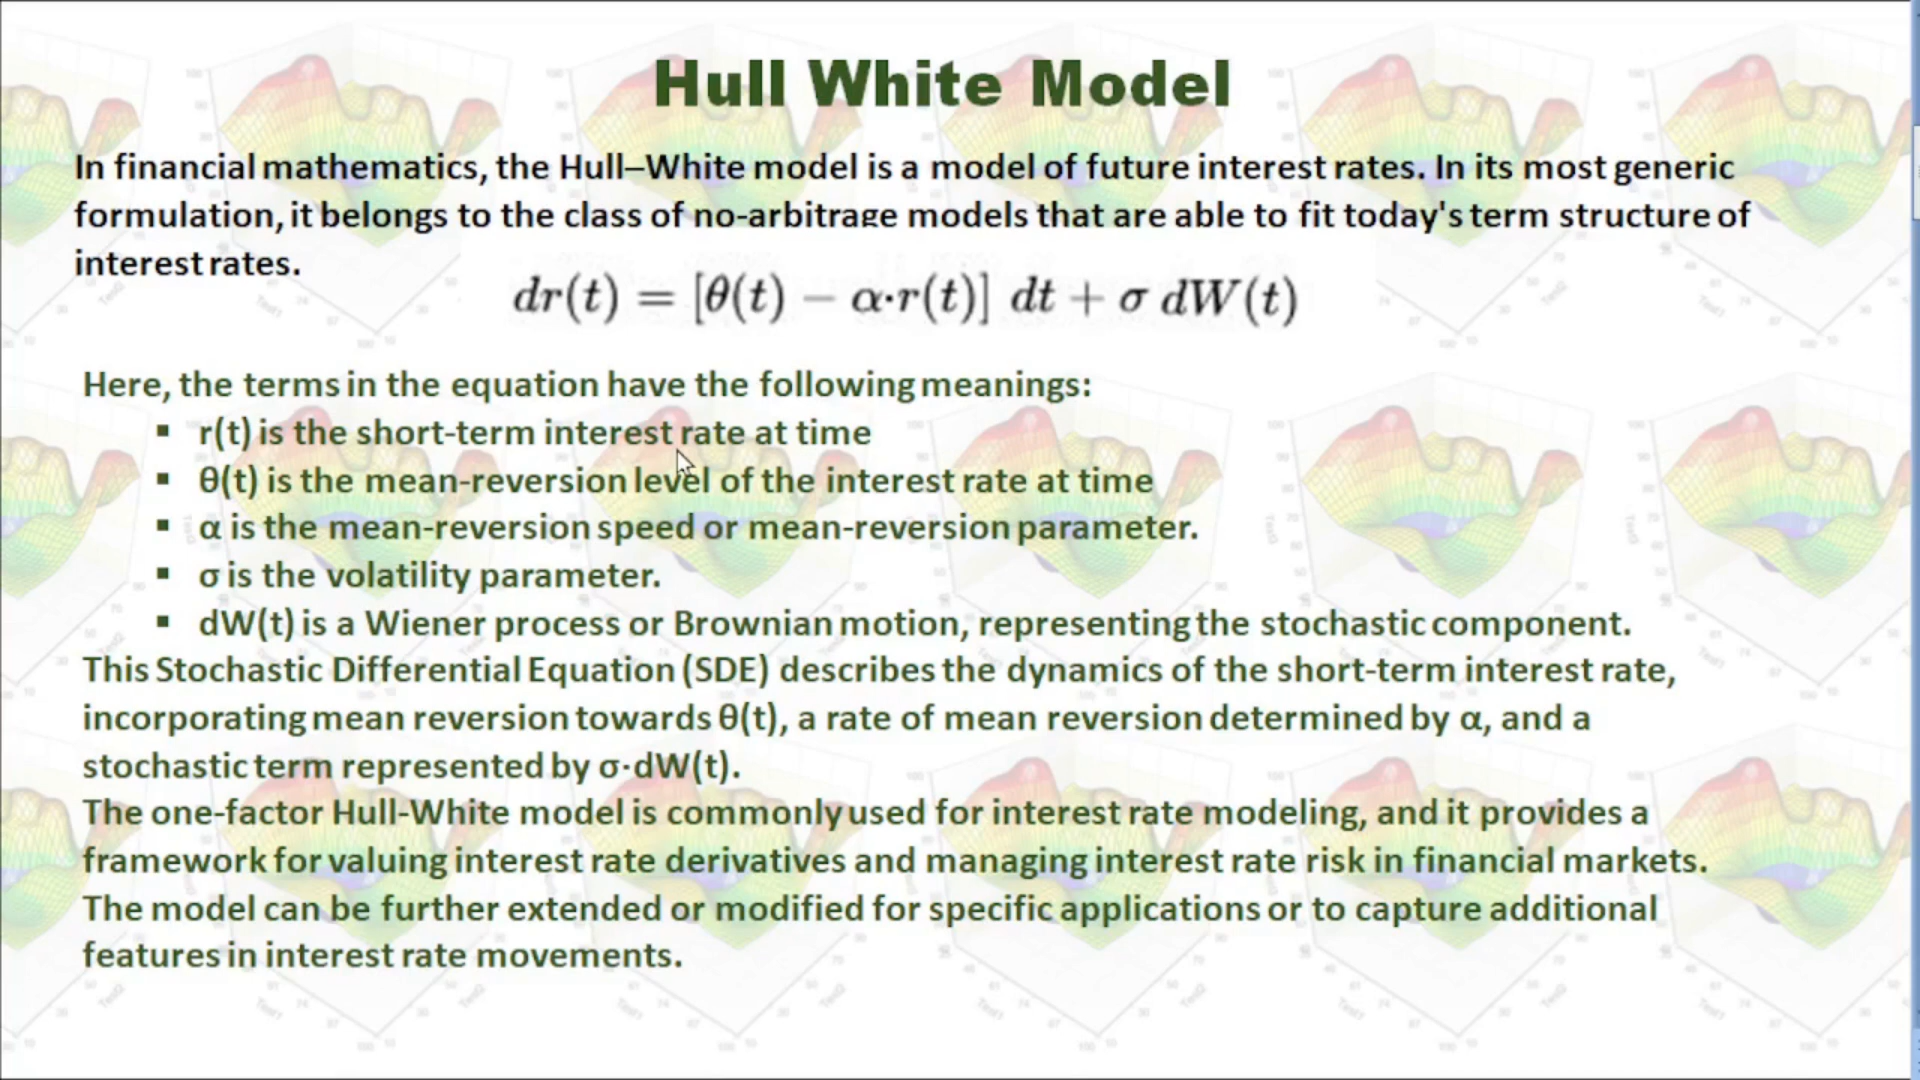 Hull White Model
In financial mathematics, the Hull–White model is a model of future interest rates. In its most generic
formulation, it belongs to the class of no-arbitrage models that are able to fit today's term structure of
interest rates.
dr(t) = [θ(t) − α·r(t)] dt + σ dW(t)
Here, the terms in the equation have the following meanings:
▪ r(t) is the short-term interest rate at time
▪ θ(t) is the mean-reversion level of the interest rate at time
▪ α is the mean-reversion speed or mean-reversion parameter.
▪ σ is the volatility parameter.
▪ dW(t) is a Wiener process or Brownian motion, representing the stochastic component.
This Stochastic Differential Equation (SDE) describes the dynamics of the short-term interest rate,
incorporating mean reversion towards θ(t), a rate of mean reversion determined by α, and a
stochastic term represented by σ·dW(t).
The one-factor Hull-White model is commonly used for interest rate modeling, and it provides a
framework for valuing interest rate derivatives and managing interest rate risk in financial markets.
The model can be further extended or modified for specific applications or to capture additional
features in interest rate movements.